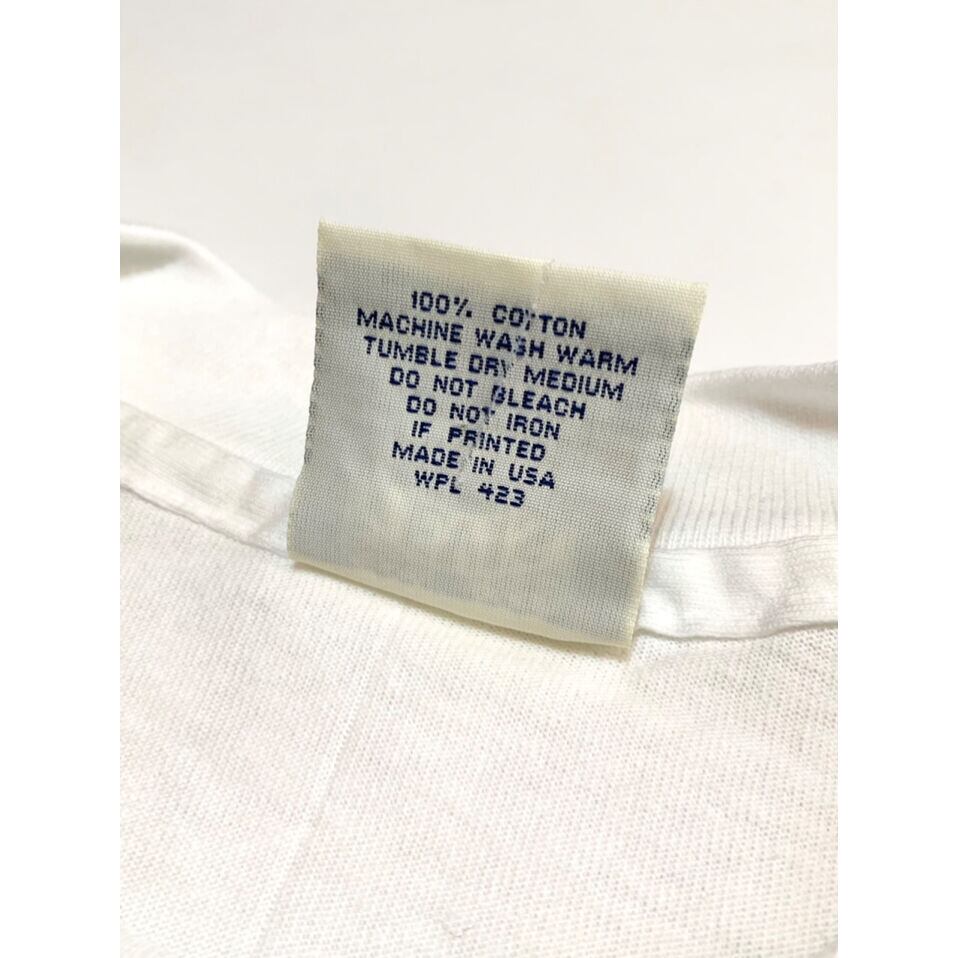 100% COTTON
MACHINE WASH WARM
TUMBLE DRY MEDIUM
DO NOT BLEACH
DO NOT IRON
IF PRINTED
MADE IN USA
WPL 423